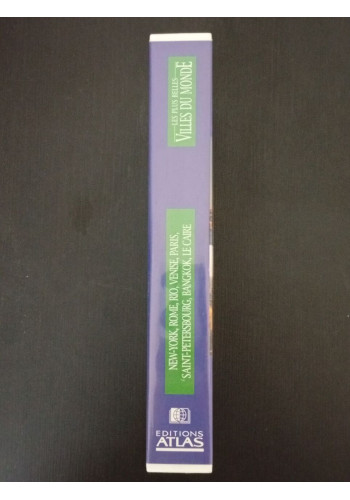 LES PLUS BELLES
VILLES DU MONDE
NEW-YORK, ROME, RIO, VENISE, PARIS,
SAINT-PETERSBOURG, BANGKOK, LE CAIRE
EDITIONS
ATLAS